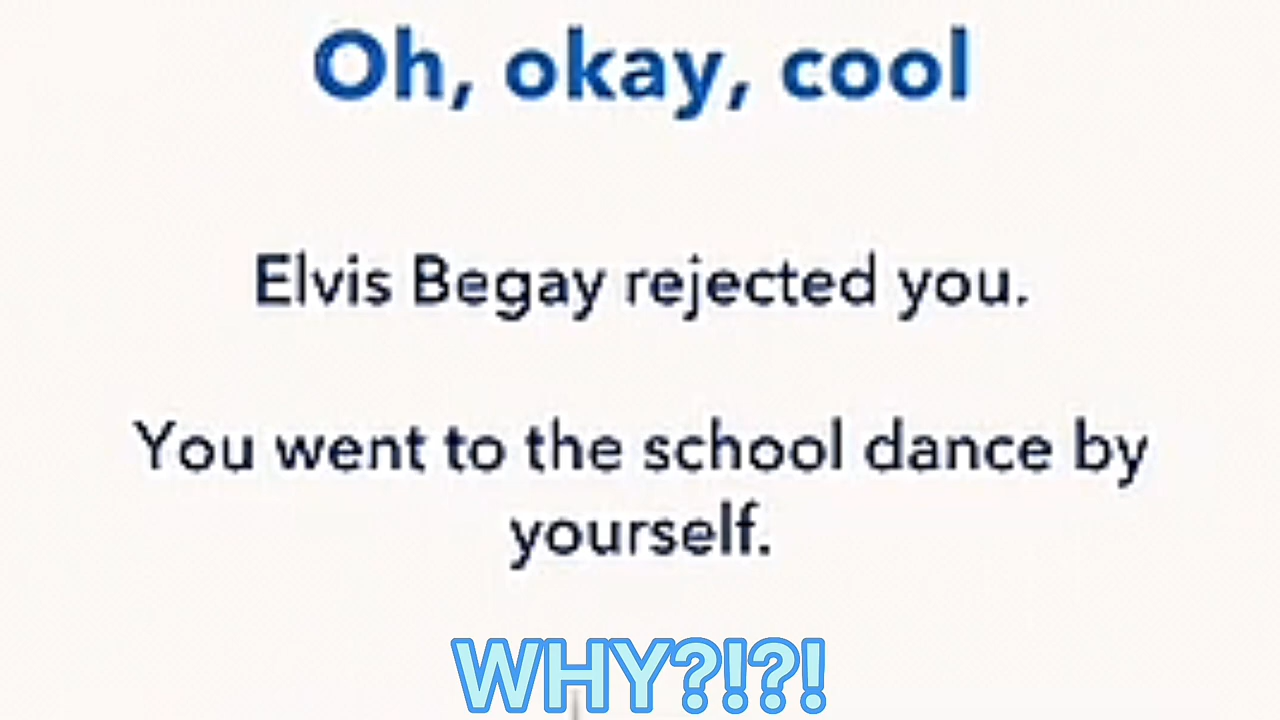 Oh, okay, cool
Elvis Begay rejected you.
You went to the school dance by
yourself.
WHY?!?!